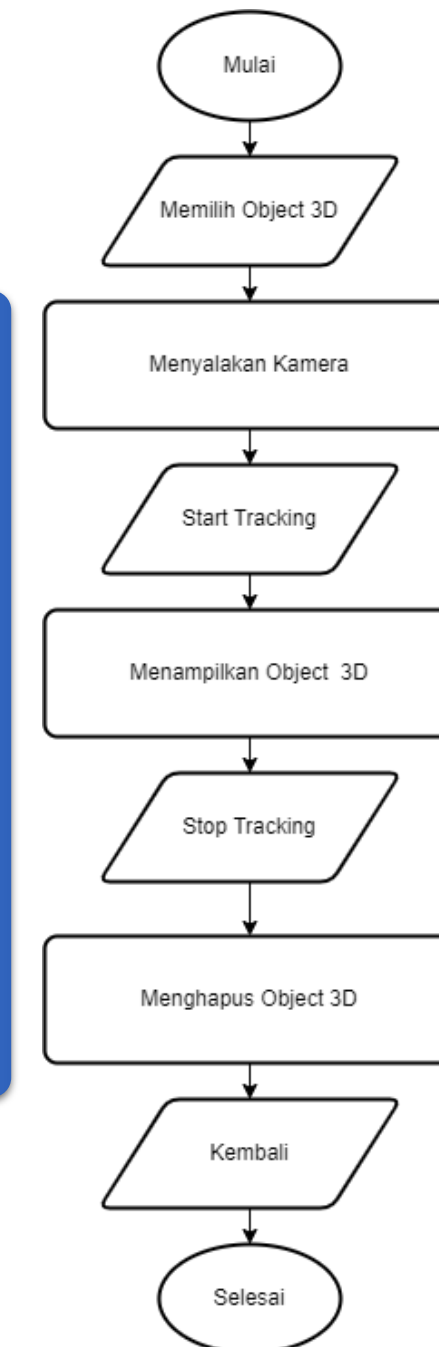 Mulai
Memilih Object 3D
Menyalakan Kamera
Start Tracking
Menampilkan Object  3D
Stop Tracking
Menghapus Object 3D
Kembali
Selesai